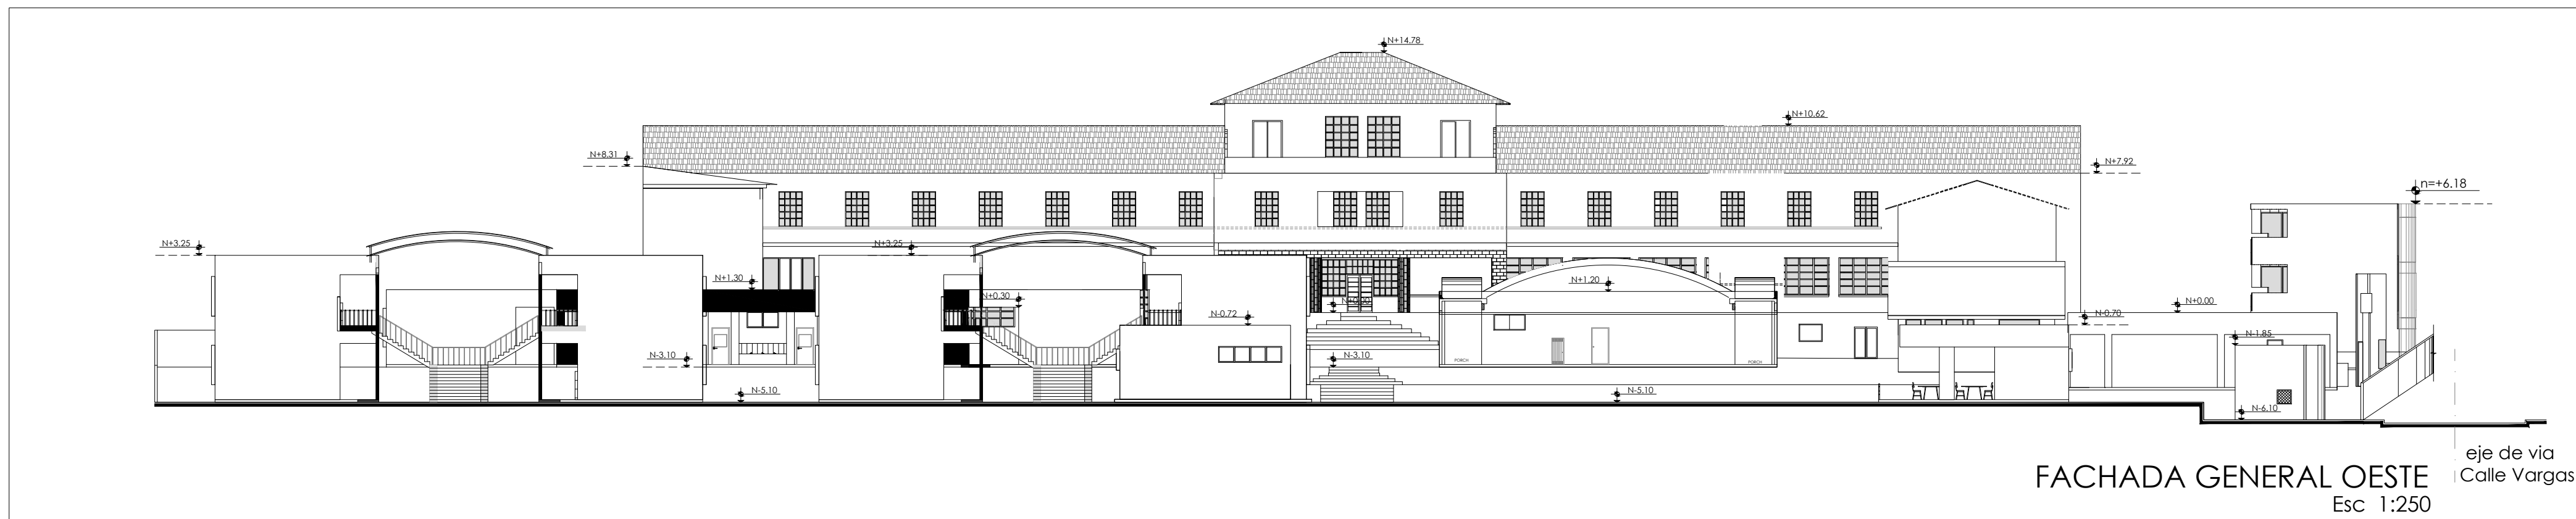 N+14.78
N+10.62
N+8.31
N+7.92
n=+6.18
N+3.25
N+3.25
N+1.30
N+1.20
N+0.30
N+0.00
N+0.00
N-0.72
N-0.70
N-1.85
N-3.10
N-3.10
PORCH
PORCH
N-5.10
N-5.10
N-6.10
eje de via
Calle Vargas
FACHADA GENERAL OESTE
Esc 1:250